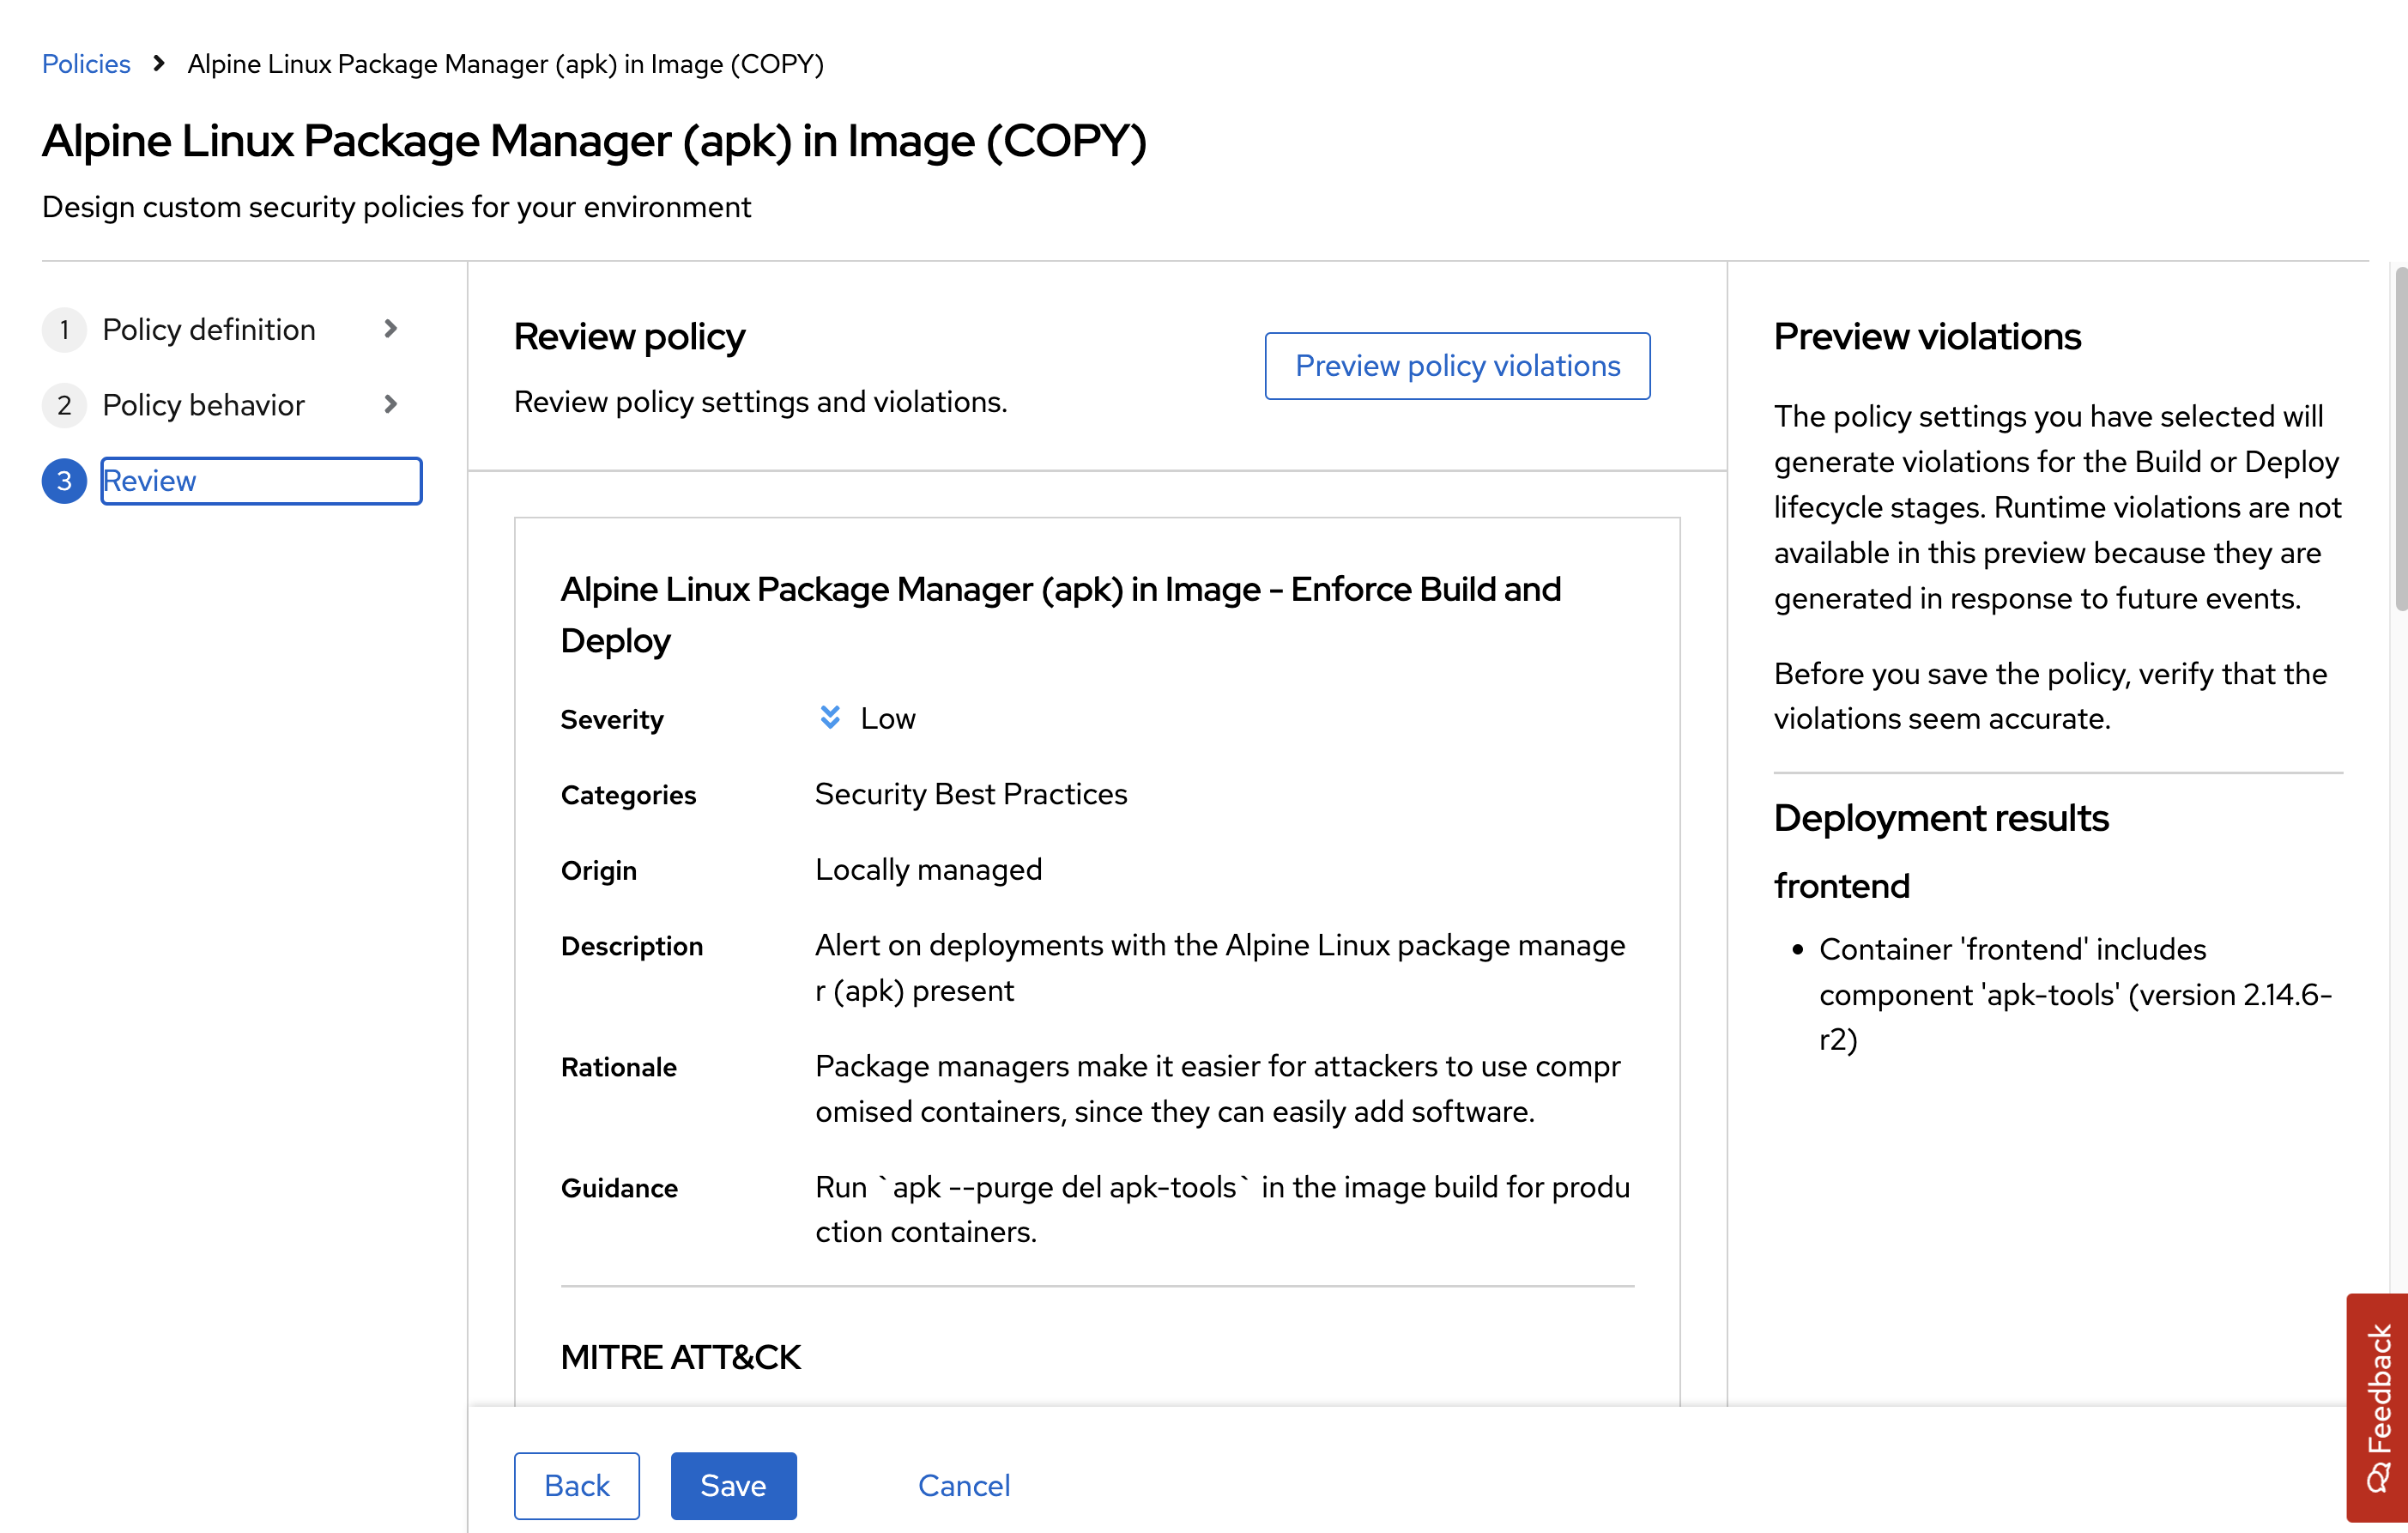 Policies > Alpine Linux Package Manager (apk) in Image (COPY)
Alpine Linux Package Manager (apk) in Image (COPY)
Design custom security policies for your environment
1 Policy definition
2 Policy behavior
3 Review
Review policy
Review policy settings and violations.
Preview policy violations
Alpine Linux Package Manager (apk) in Image - Enforce Build and
Deploy
Severity Low
Categories Security Best Practices
Origin Locally managed
Description Alert on deployments with the Alpine Linux package manage
r (apk) present
Rationale Package managers make it easier for attackers to use compr
omised containers, since they can easily add software.
Guidance Run `apk --purge del apk-tools` in the image build for produ
ction containers.
MITRE ATT&CK
Back Save Cancel
Preview violations
The policy settings you have selected will
generate violations for the Build or Deploy
lifecycle stages. Runtime violations are not
available in this preview because they are
generated in response to future events.
Before you save the policy, verify that the
violations seem accurate.
Deployment results
frontend
• Container 'frontend' includes
component 'apk-tools' (version 2.14.6-
r2)
Feedback